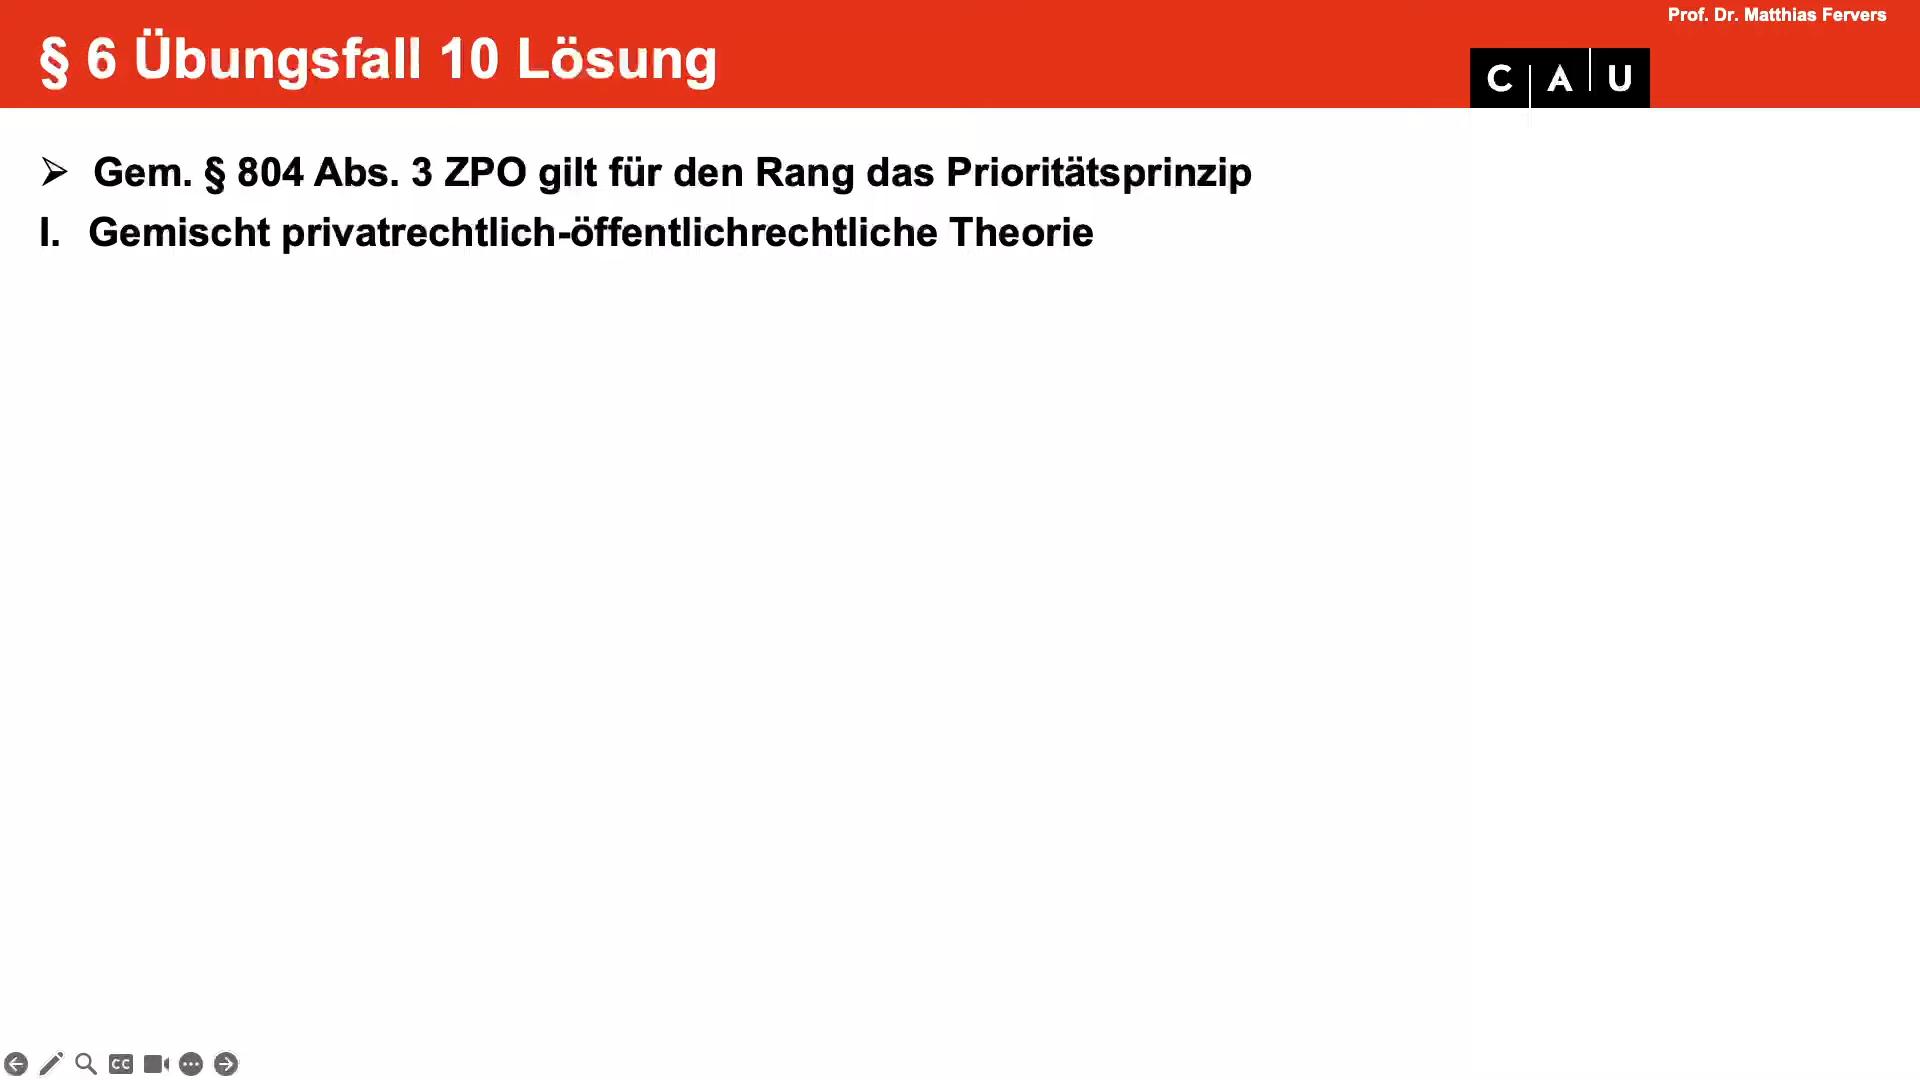 Prof. Dr. Matthias Fervers
§ 6 Übungsfall 10 Lösung
C A U
➢ Gem. § 804 Abs. 3 ZPO gilt für den Rang das Prioritätsprinzip
I. Gemischt privatrechtlich-öffentlichrechtliche Theorie
CC